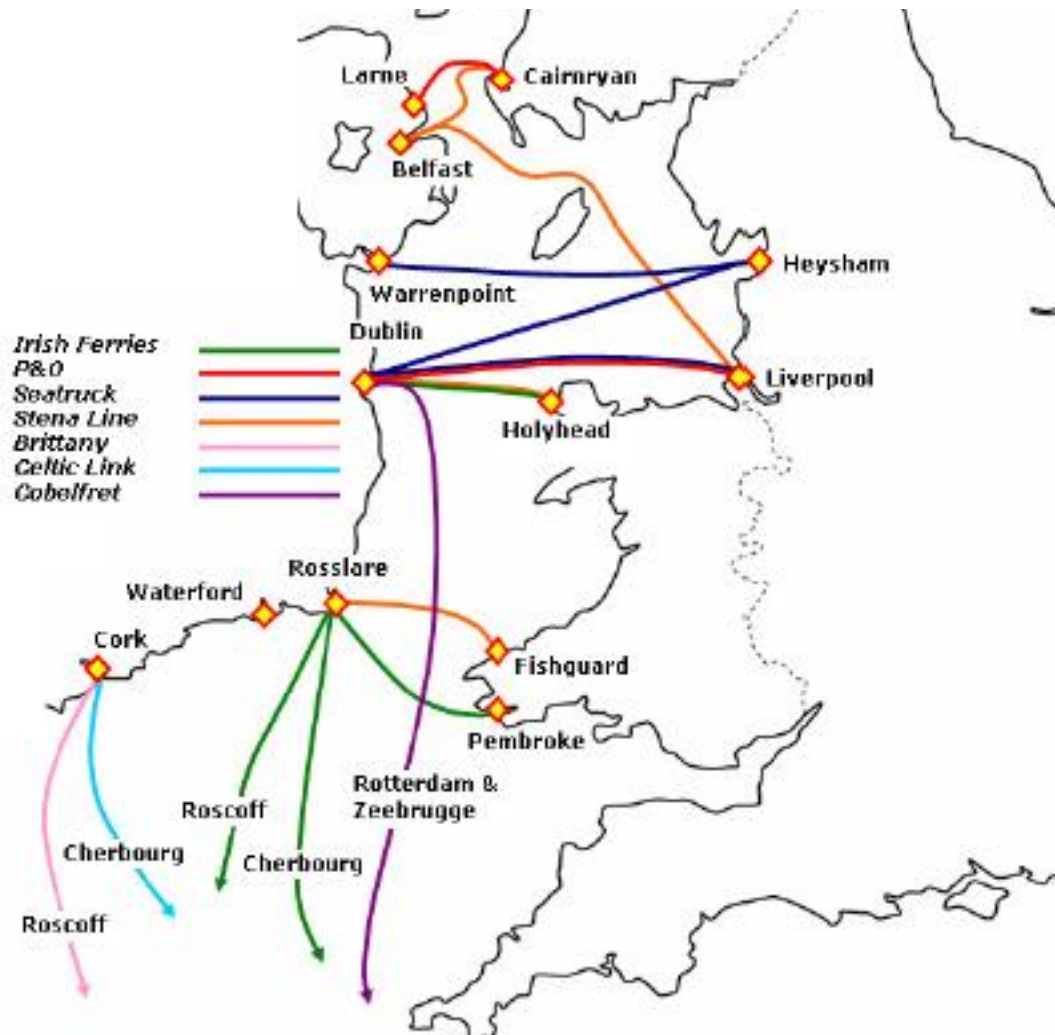 Larne
Cairnryan
Belfast
Heysham
Warrenpoint
Dublin
Irish Ferries
P&O
Seatruck
Stena Line
Brittany
Celtic Link
Cobelfret
Liverpool
Holyhead
Rosslare
Waterford
Cork
Fishguard
Pembroke
Rotterdam &
Zeebrugge
Roscoff
Cherbourg
Cherbourg
Roscoff